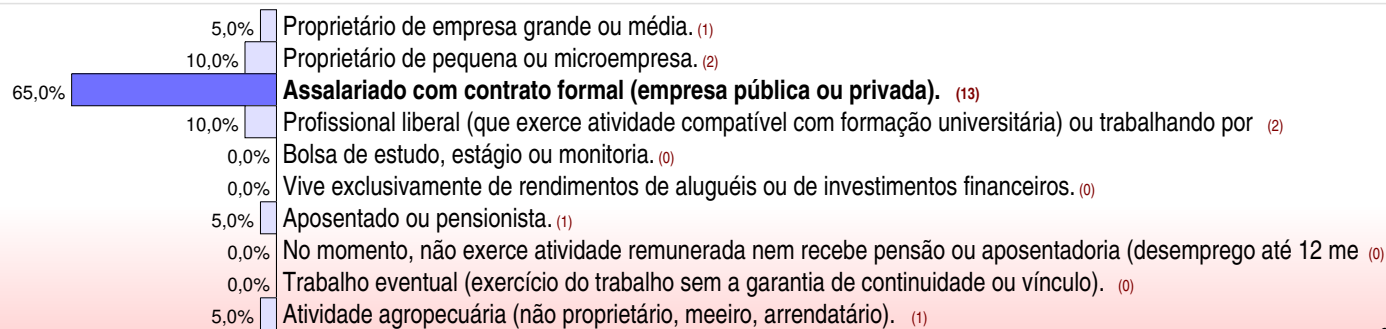 5,0% Proprietário de empresa grande ou média. (1)
10,0% Proprietário de pequena ou microempresa. (2)
65,0% Assalariado com contrato formal (empresa pública ou privada). (13)
10,0% Profissional liberal (que exerce atividade compatível com formação universitária) ou trabalhando por (2)
0,0% Bolsa de estudo, estágio ou monitoria. (0)
0,0% Vive exclusivamente de rendimentos de aluguéis ou de investimentos financeiros. (0)
5,0% Aposentado ou pensionista. (1)
0,0% No momento, não exerce atividade remunerada nem recebe pensão ou aposentadoria (desemprego até 12 me (0)
0,0% Trabalho eventual (exercício do trabalho sem a garantia de continuidade ou vínculo). (0)
5,0% Atividade agropecuária (não proprietário, meeiro, arrendatário). (1)